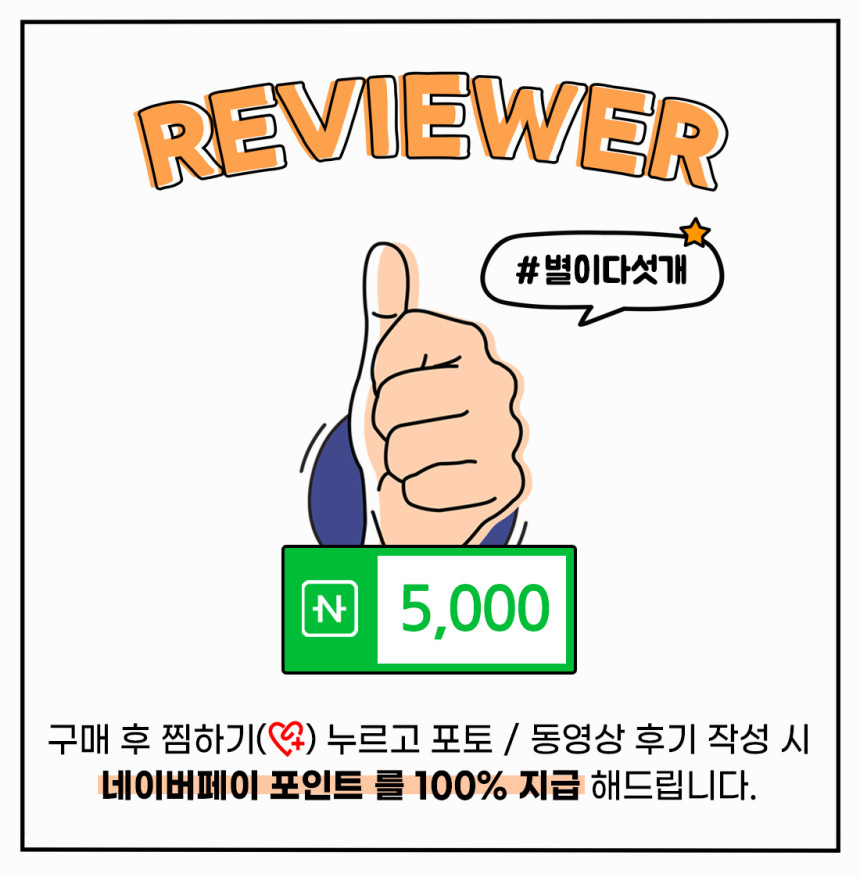 REVIEWER
#별이다섯개
N 5,000
구매 후 찜하기( ) 누르고 포토 / 동영상 후기 작성 시
네이버페이 포인트 를 100% 지급 해드립니다.